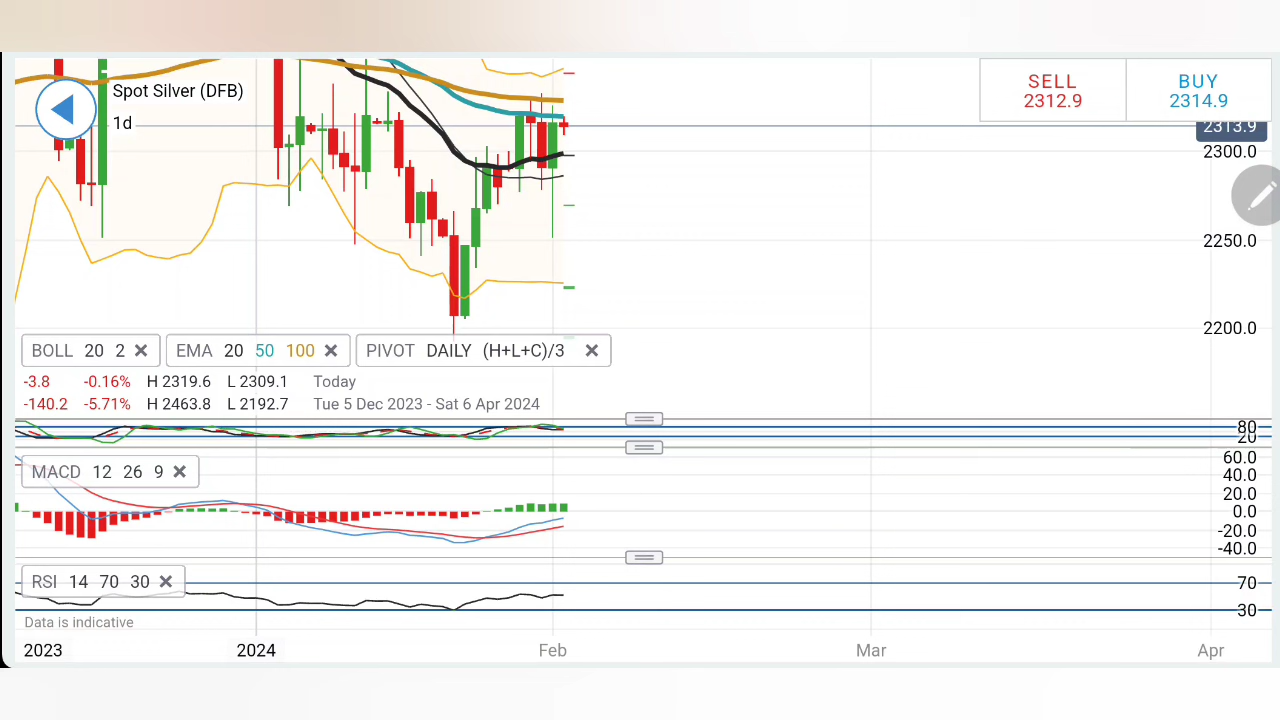 Spot Silver (DFB)
1d
SELL
2312.9
BUY
2314.9
2313.9
2300.0
2250.0
2200.0
BOLL 20 2
EMA 20 50 100
PIVOT DAILY (H+L+C)/3
-3.8 -0.16% H 2319.6 L 2309.1 Today
-140.2 -5.71% H 2463.8 L 2192.7 Tue 5 Dec 2023 - Sat 6 Apr 2024
80
20
MACD 12 26 9
60.0
40.0
20.0
0.0
-20.0
-40.0
RSI 14 70 30
70
30
Data is indicative
2023 2024 Feb Mar Apr